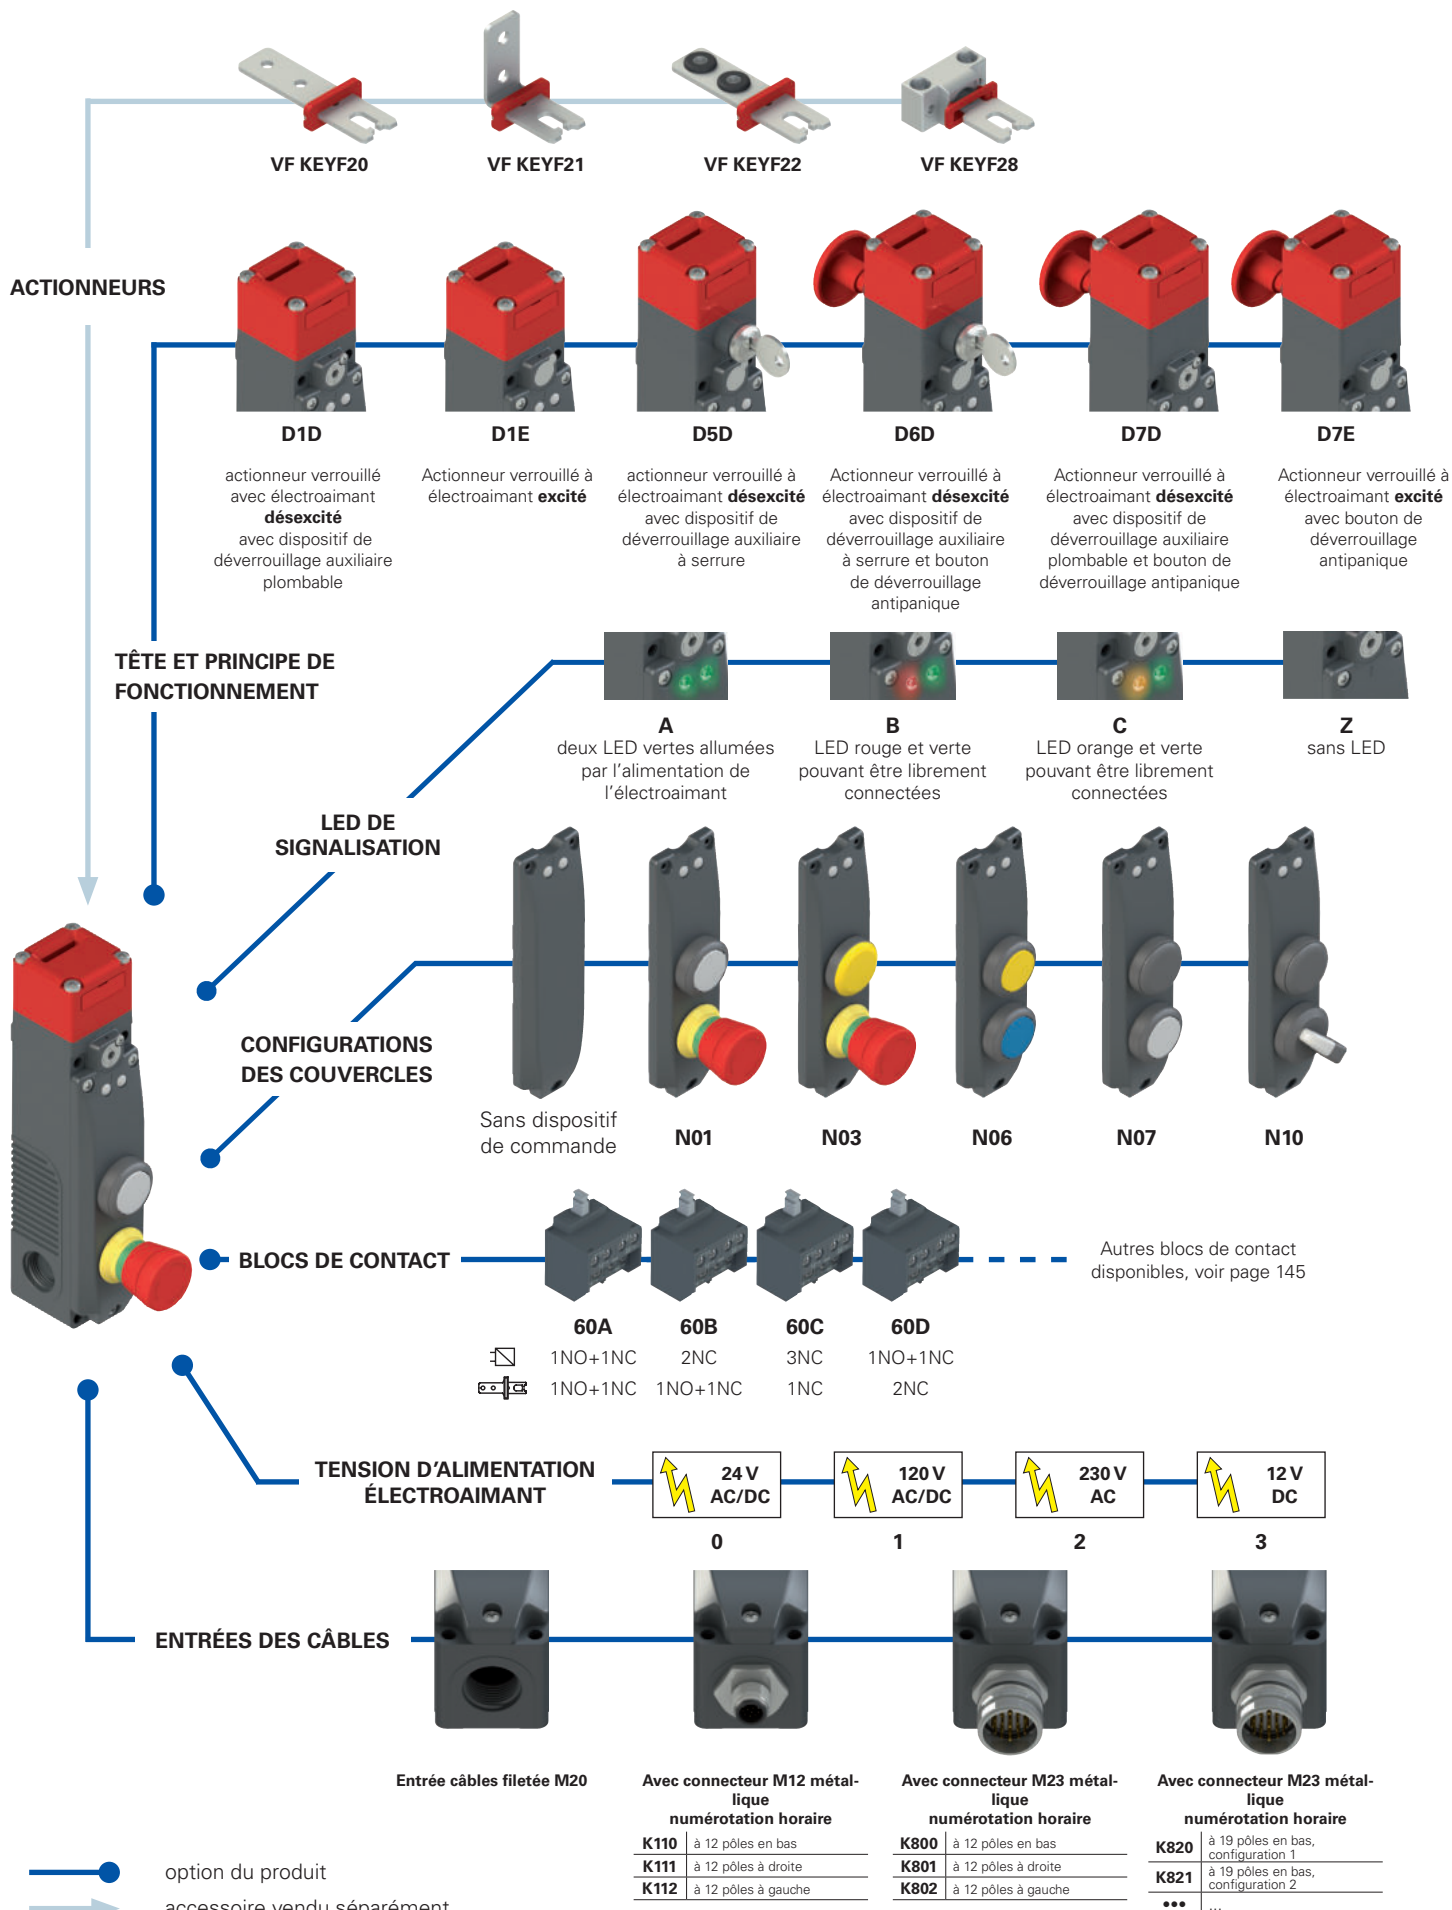 VF KEYF20
VF KEYF21
VF KEYF22
VF KEYF28
ACTIONNEURS
D1D
actionneur verrouillé
avec électroaimant
désexcité
avec dispositif de
déverrouillage auxiliaire
plombable
D1E
Actionneur verrouillé à
électroaimant excité
D5D
actionneur verrouillé à
électroaimant désexcité
avec dispositif de
déverrouillage auxiliaire
à serrure
D6D
Actionneur verrouillé à
électroaimant désexcité
avec dispositif de
déverrouillage auxiliaire
à serrure et bouton
de déverrouillage
antipanique
D7D
Actionneur verrouillé à
électroaimant désexcité
avec dispositif de
déverrouillage auxiliaire
plombable et bouton de
déverrouillage antipanique
D7E
Actionneur verrouillé à
électroaimant excité
avec bouton de
déverrouillage
antipanique
TÊTE ET PRINCIPE DE
FONCTIONNEMENT
A
deux LED vertes allumées
par l'alimentation de
l'électroaimant
B
LED rouge et verte
pouvant être librement
connectées
C
LED orange et verte
pouvant être librement
connectées
Z
sans LED
LED DE
SIGNALISATION
CONFIGURATIONS
DES COUVERCLES
Sans dispositif
de commande
N01
N03
N06
N07
N10
BLOCS DE CONTACT
Autres blocs de contact
disponibles, voir page 145
60A
60B
60C
60D
1NO+1NC
2NC
3NC
1NO+1NC
1NO+1NC
1NO+1NC
1NC
2NC
TENSION D'ALIMENTATION
ÉLECTROAIMANT
24 V
AC/DC
120 V
AC/DC
230 V
AC
12 V
DC
0
1
2
3
ENTRÉES DES CÂBLES
Entrée câbles filetée M20
Avec connecteur M12 métal-
lique
numérotation horaire
K110 à 12 pôles en bas
K111 à 12 pôles à droite
K112 à 12 pôles à gauche
Avec connecteur M23 métal-
lique
numérotation horaire
K800 à 12 pôles en bas
K801 à 12 pôles à droite
K802 à 12 pôles à gauche
Avec connecteur M23 métal-
lique
numérotation horaire
K820 à 19 pôles en bas,
configuration 1
K821 à 19 pôles en bas,
configuration 2
••• ...
option du produit
accessoire vendu séparément